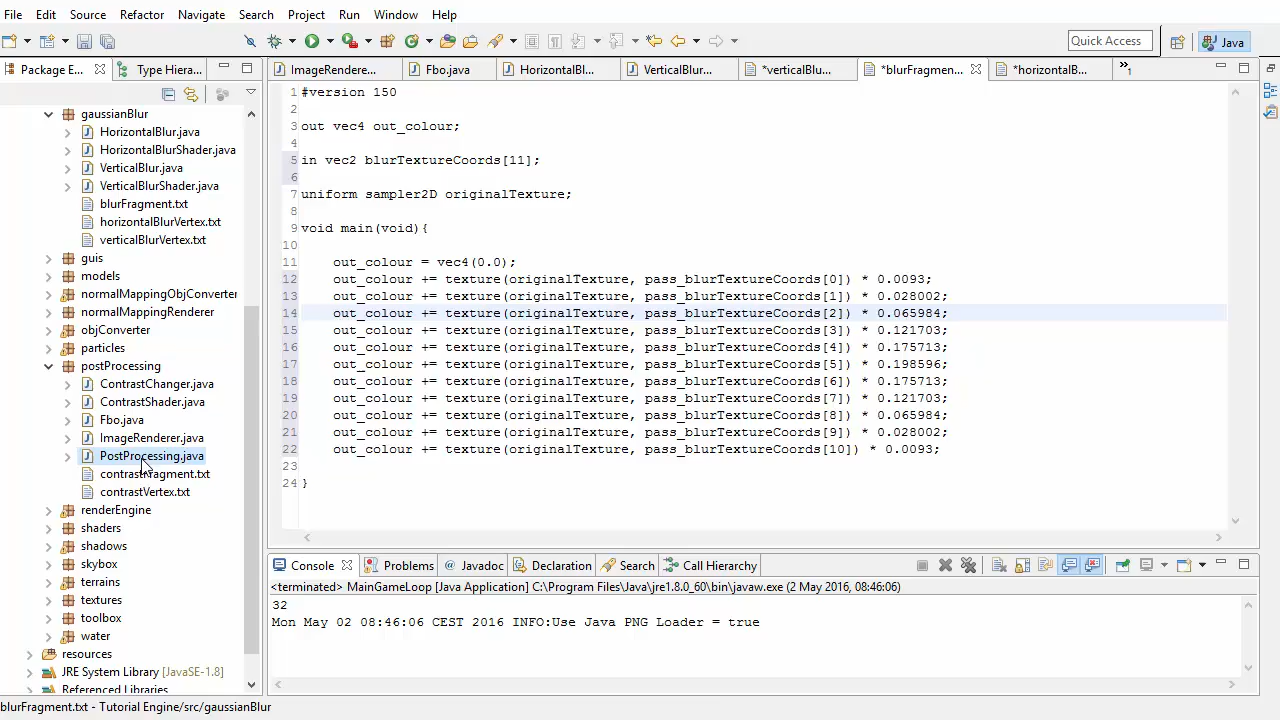 File Edit Source Refactor Navigate Search Project Run Window Help
Quick Access Java
Package E... Type Hiera...
ImageRendere... Fbo.java HorizontalBl... VerticalBlur... *verticalBlu... *blurFragmen... *horizontalB... 1
gaussianBlur
HorizontalBlur.java
HorizontalBlurShader.java
VerticalBlur.java
VerticalBlurShader.java
blurFragment.txt
horizontalBlurVertex.txt
verticalBlurVertex.txt
guis
models
normalMappingObjConverter
normalMappingRenderer
objConverter
particles
postProcessing
ContrastChanger.java
ContrastShader.java
Fbo.java
ImageRenderer.java
PostProcessing.java
contrastFragment.txt
contrastVertex.txt
renderEngine
shaders
shadows
skybox
terrains
textures
toolbox
water
resources
JRE System Library [JavaSE-1.8]
Referenced Libraries
1 #version 150
2
3 out vec4 out_colour;
4
5 in vec2 blurTextureCoords[11];
6
7 uniform sampler2D originalTexture;
8
9 void main(void){
10
11 out_colour = vec4(0.0);
12 out_colour += texture(originalTexture, pass_blurTextureCoords[0]) * 0.0093;
13 out_colour += texture(originalTexture, pass_blurTextureCoords[1]) * 0.028002;
14 out_colour += texture(originalTexture, pass_blurTextureCoords[2]) * 0.065984;
15 out_colour += texture(originalTexture, pass_blurTextureCoords[3]) * 0.121703;
16 out_colour += texture(originalTexture, pass_blurTextureCoords[4]) * 0.175713;
17 out_colour += texture(originalTexture, pass_blurTextureCoords[5]) * 0.198596;
18 out_colour += texture(originalTexture, pass_blurTextureCoords[6]) * 0.175713;
19 out_colour += texture(originalTexture, pass_blurTextureCoords[7]) * 0.121703;
20 out_colour += texture(originalTexture, pass_blurTextureCoords[8]) * 0.065984;
21 out_colour += texture(originalTexture, pass_blurTextureCoords[9]) * 0.028002;
22 out_colour += texture(originalTexture, pass_blurTextureCoords[10]) * 0.0093;
23
24 }
Console Problems @ Javadoc Declaration Search Call Hierarchy
<terminated> MainGameLoop [Java Application] C:\Program Files\Java\jre1.8.0_60\bin\javaw.exe (2 May 2016, 08:46:06)
32
Mon May 02 08:46:06 CEST 2016 INFO:Use Java PNG Loader = true
blurFragment.txt - Tutorial Engine/src/gaussianBlur